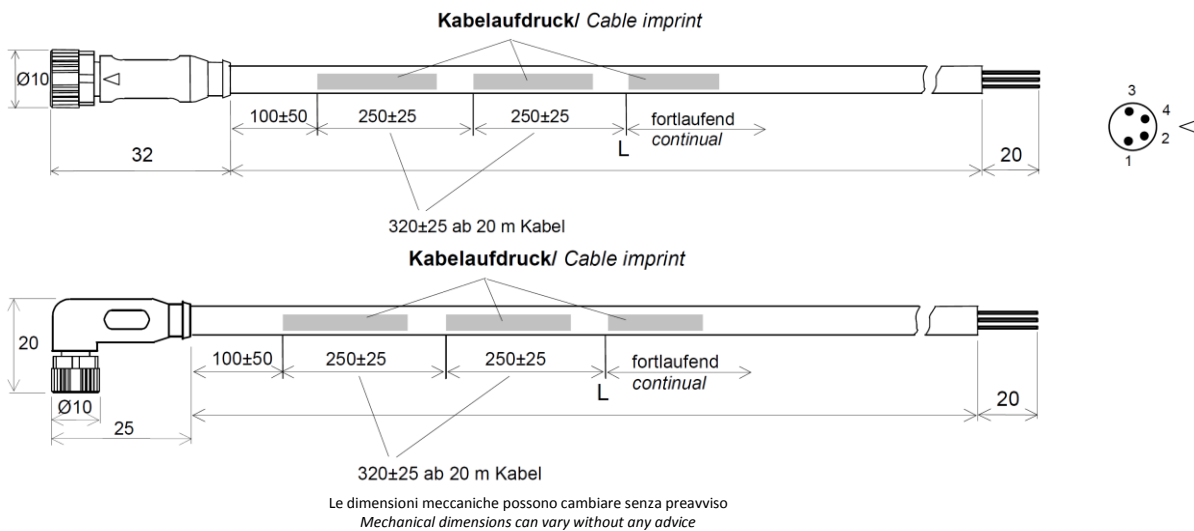 Kabelaufdruck/ Cable imprint
Ø10
100±50
250±25
250±25
fortlaufend
continual
L
32
20
320±25 ab 20 m Kabel
3
4
2
1
Kabelaufdruck/ Cable imprint
20
Ø10
25
100±50
250±25
250±25
fortlaufend
continual
L
20
320±25 ab 20 m Kabel
Le dimensioni meccaniche possono cambiare senza preavviso
Mechanical dimensions can vary without any advice